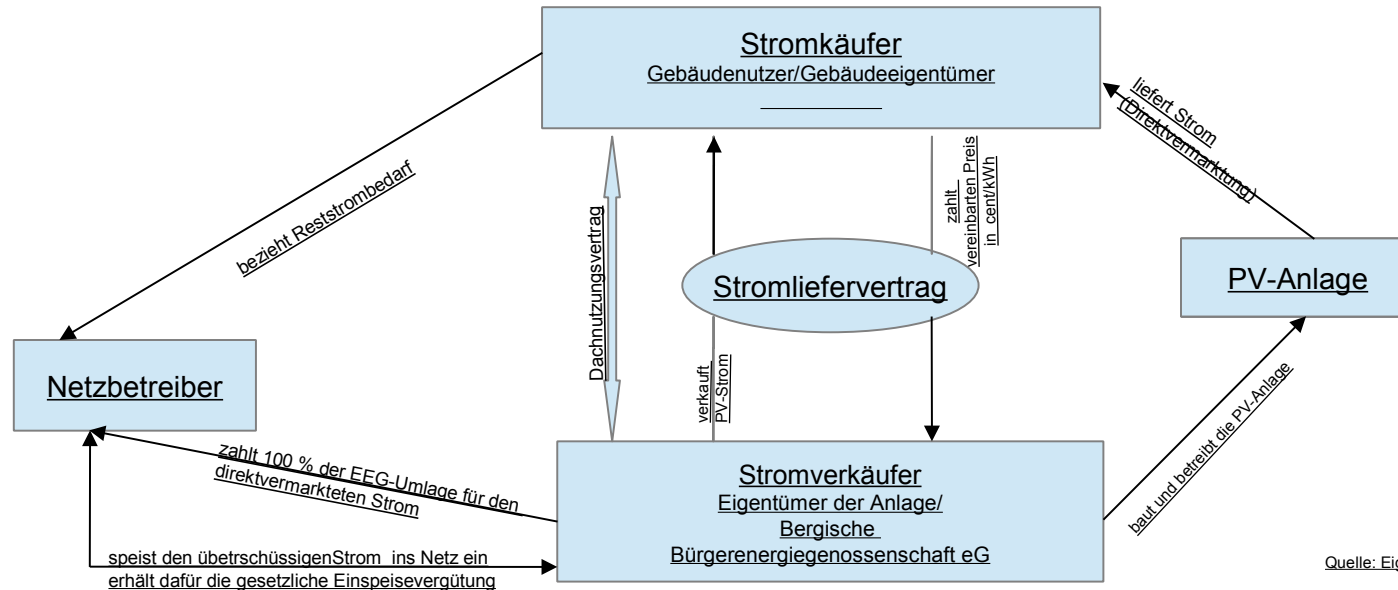 Stromkäufer
Gebäudenutzer/Gebäudeeigentümer
liefert Strom
(Direktvermarktung)
bezieht Reststrombedarf
Dachnutzungsvertrag
zahlt
vereinbarten Preis
in cent/kWh
Stromliefervertrag
PV-Anlage
Netzbetreiber
verkauft
PV-Strom
baut und betreibt die PV-Anlage
zahlt 100 % der EEG-Umlage für den
direktvermarkteten Strom
Stromverkäufer
Eigentümer der Anlage/
Bergische
Bürgerenergiegenossenschaft eG
speist den übetrschüssigenStrom ins Netz ein
erhält dafür die gesetzliche Einspeisevergütung
Quelle: